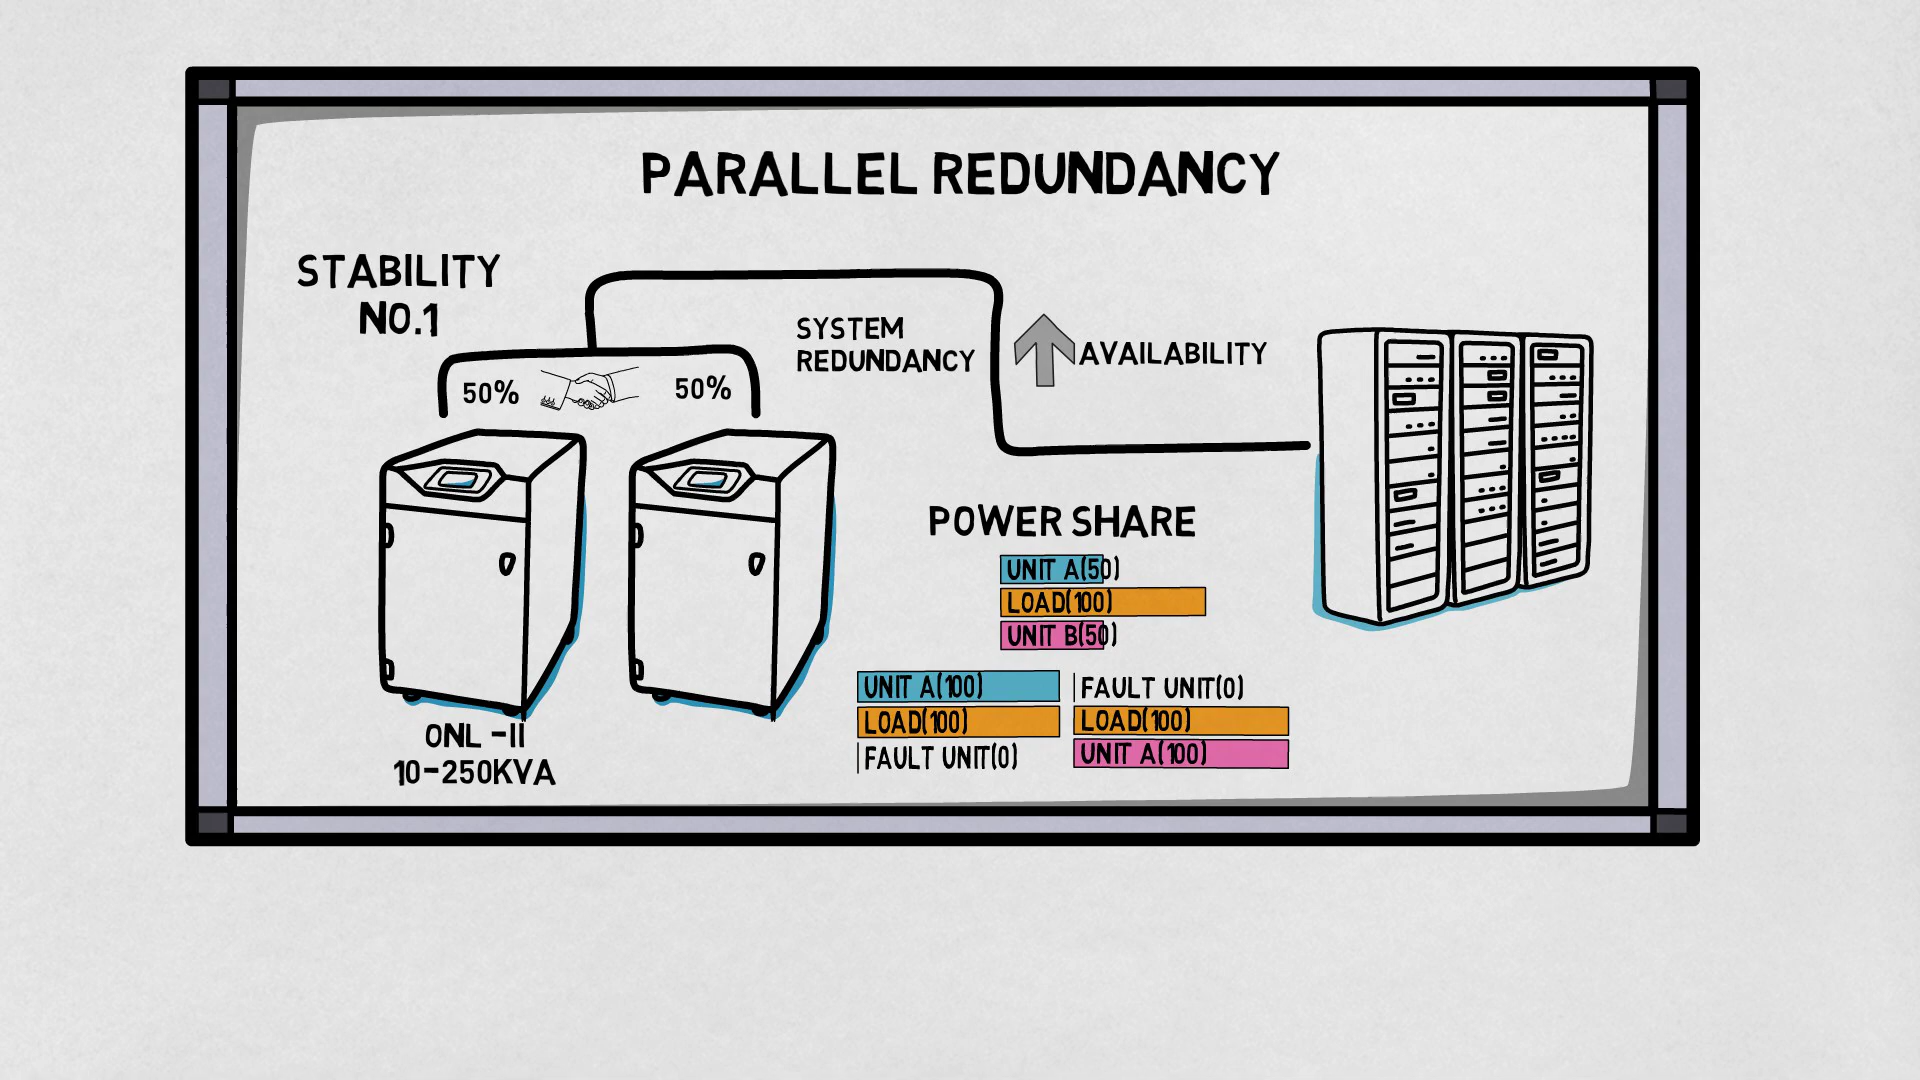 PARALLEL REDUNDANCY
STABILITY
NO.1
SYSTEM
REDUNDANCY
AVAILABILITY
50%
50%
POWER SHARE
UNIT A(50)
LOAD(100)
UNIT B(50)
UNIT A(100)
LOAD(100)
FAULT UNIT(0)
FAULT UNIT(0)
LOAD(100)
UNIT A(100)
ONL -II
10-250KVA